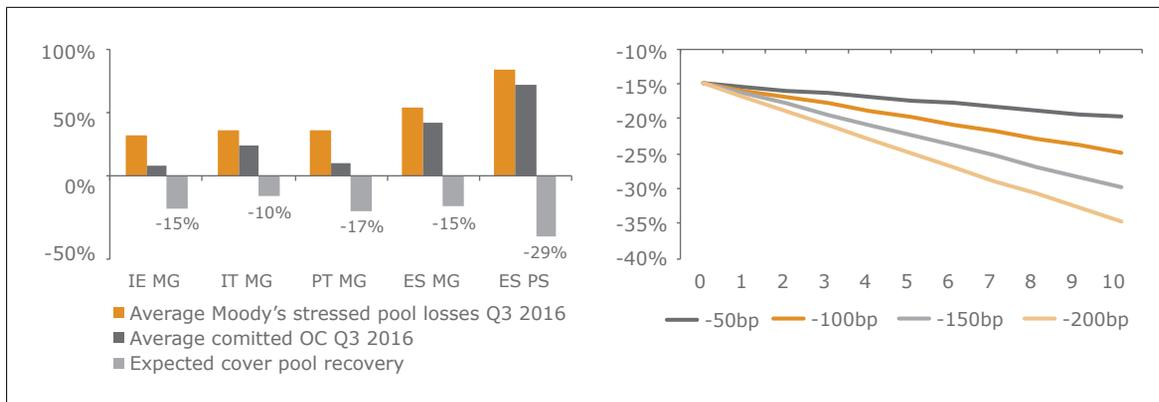 100%
50%
0%
-50%
-15%
-10%
-17%
-15%
-29%
IE MG IT MG PT MG ES MG ES PS
Average Moody's stressed pool losses Q3 2016
Average comitted OC Q3 2016
Expected cover pool recovery
-10%
-15%
-20%
-25%
-30%
-35%
-40%
0 1 2 3 4 5 6 7 8 9 10
-50bp -100bp -150bp -200bp